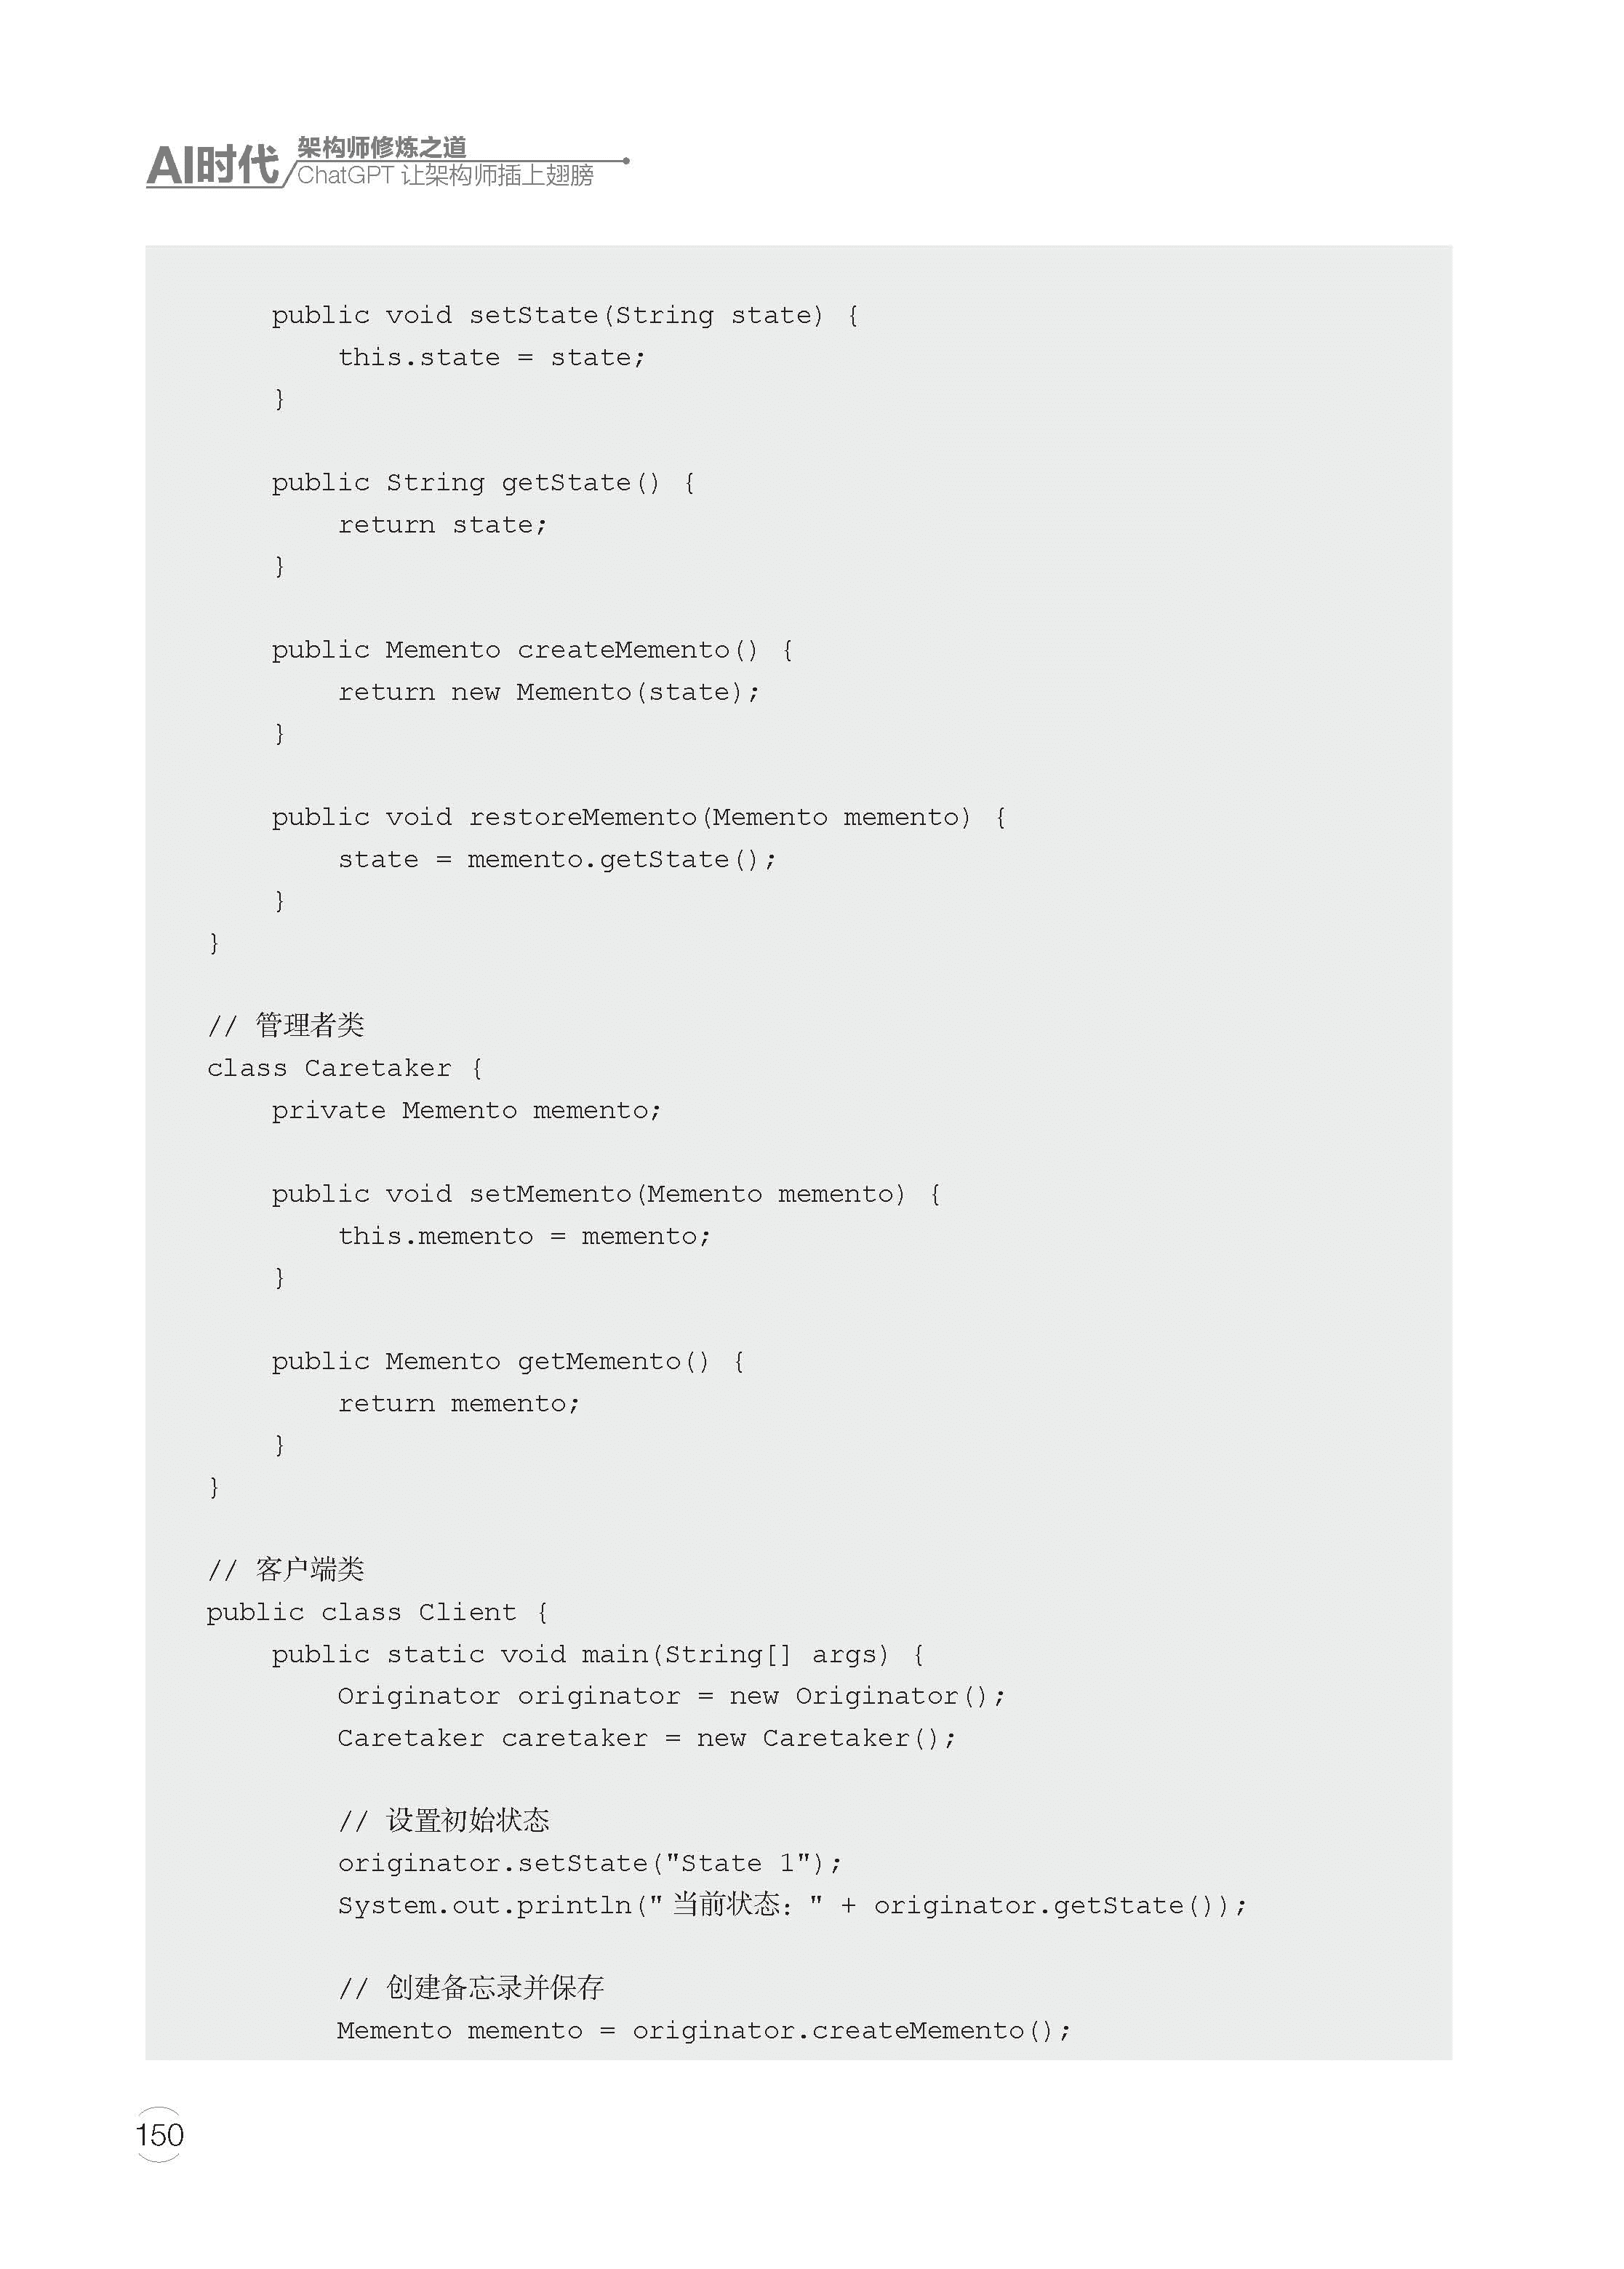 AI时代
架构师修炼之道
ChatGPT 让架构师插上翅膀
public void setState(String state) {
this.state = state;
}
public String getState() {
return state;
}
public Memento createMemento() {
return new Memento(state);
}
public void restoreMemento(Memento memento) {
state = memento.getState();
}
}
// 管理者类
class Caretaker {
private Memento memento;
public void setMemento(Memento memento) {
this.memento = memento;
}
public Memento getMemento() {
return memento;
}
}
// 客户端类
public class Client {
public static void main(String[] args) {
Originator originator = new Originator();
Caretaker caretaker = new Caretaker();
// 设置初始状态
originator.setState("State 1");
System.out.println(" 当前状态：" + originator.getState());
// 创建备忘录并保存
Memento memento = originator.createMemento();
150